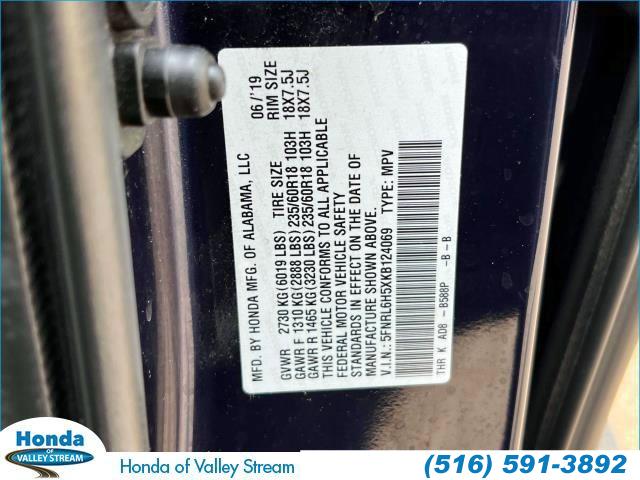 MFD. BY HONDA MFG. OF ALABAMA, LLC 06/'19
TIRE SIZE RIM SIZE
GVWR 2730 KG(6019 LBS)
GAWR F 1310 KG(2888 LBS) 235/60R18 103H 18X7.5J
GAWR R 1465 KG(3230 LBS) 235/60R18 103H 18X7.5J
THIS VEHICLE CONFORMS TO ALL APPLICABLE
FEDERAL MOTOR VEHICLE SAFETY
STANDARDS IN EFFECT ON THE DATE OF
MANUFACTURE SHOWN ABOVE.
V.I.N.: 5FNRL6H5XKB124069 TYPE: MPV
THR K AD8 - B588P -B - B
Honda
OF
VALLEY STREAM
Honda of Valley Stream
(516) 591-3892